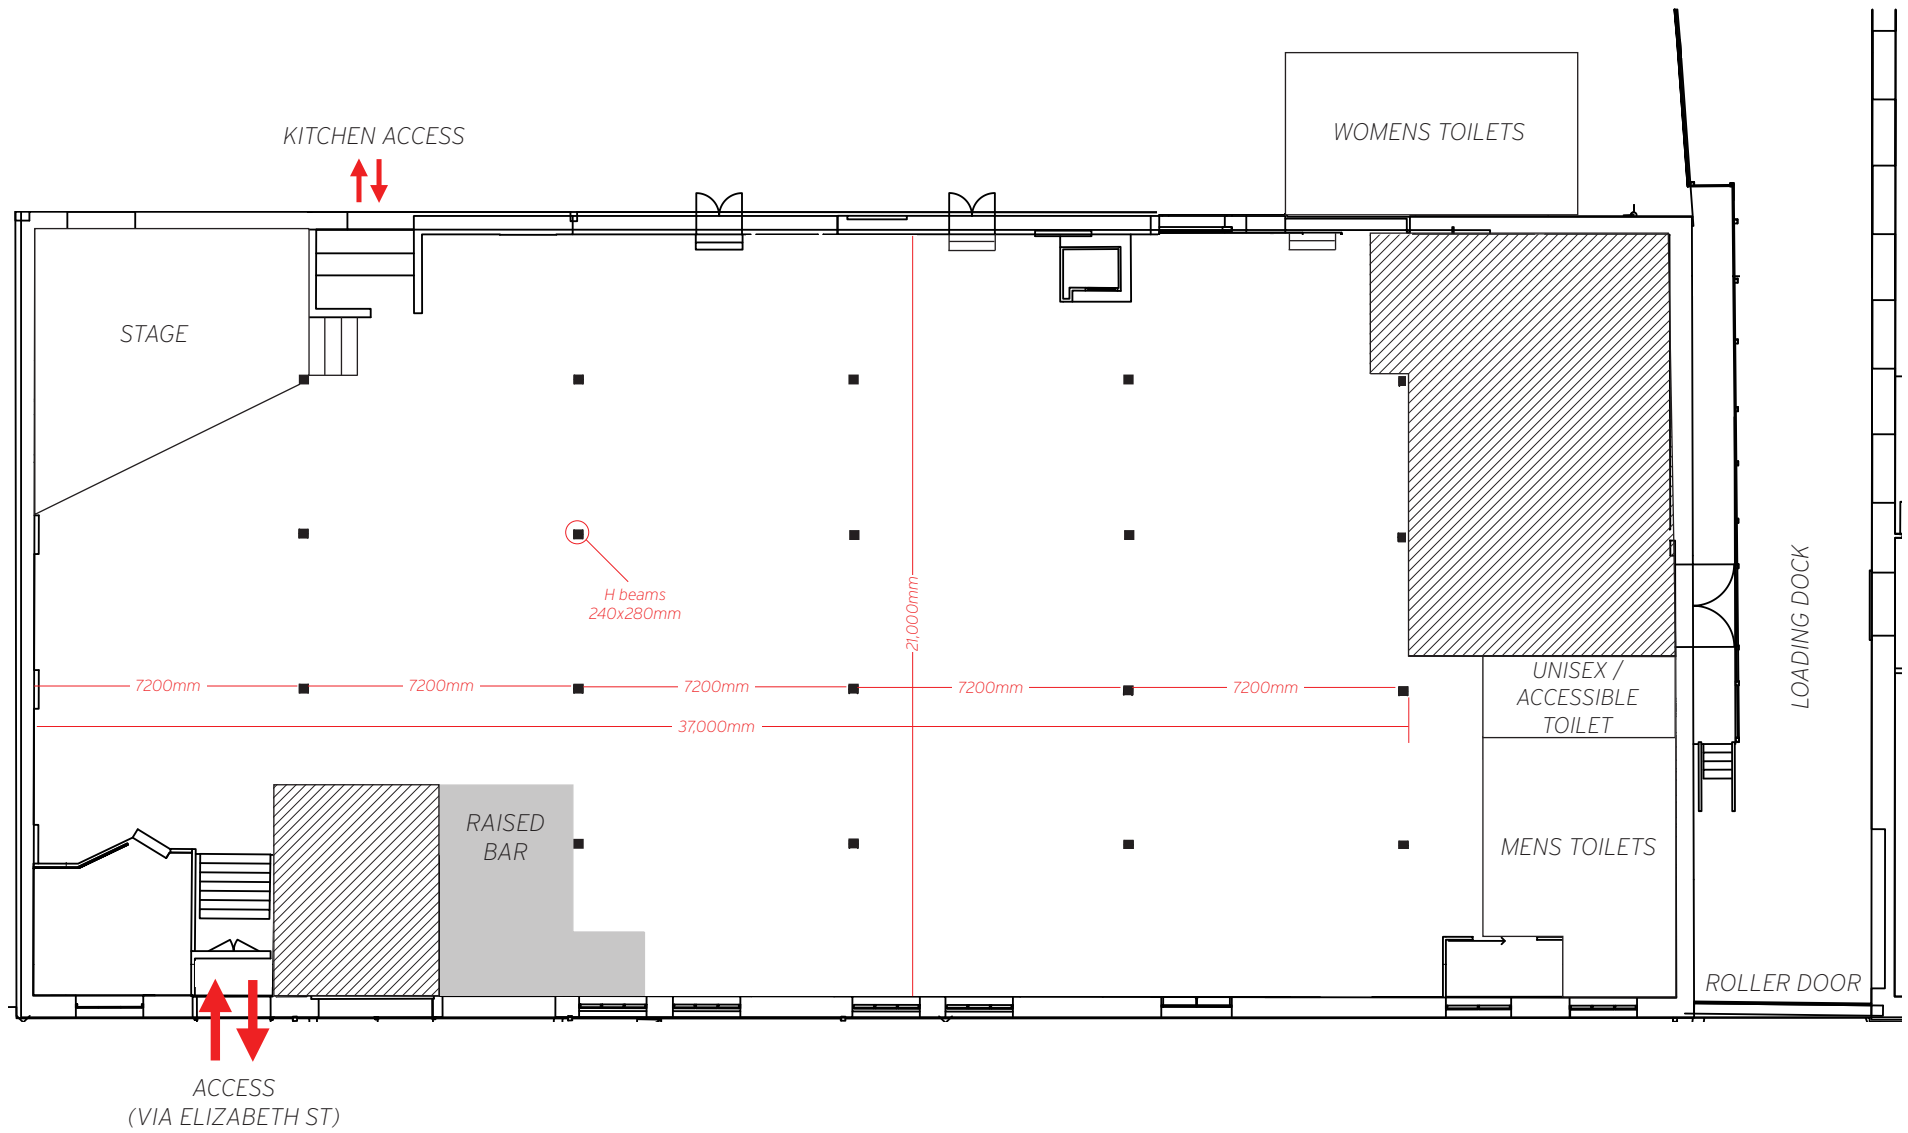 KITCHEN ACCESS
WOMENS TOILETS
STAGE
H beams
240x280mm
21,000mm
7200mm
7200mm
7200mm
7200mm
7200mm
37,000mm
UNISEX /
ACCESSIBLE
TOILET
LOADING DOCK
RAISED
BAR
MENS TOILETS
ROLLER DOOR
ACCESS
(VIA ELIZABETH ST)